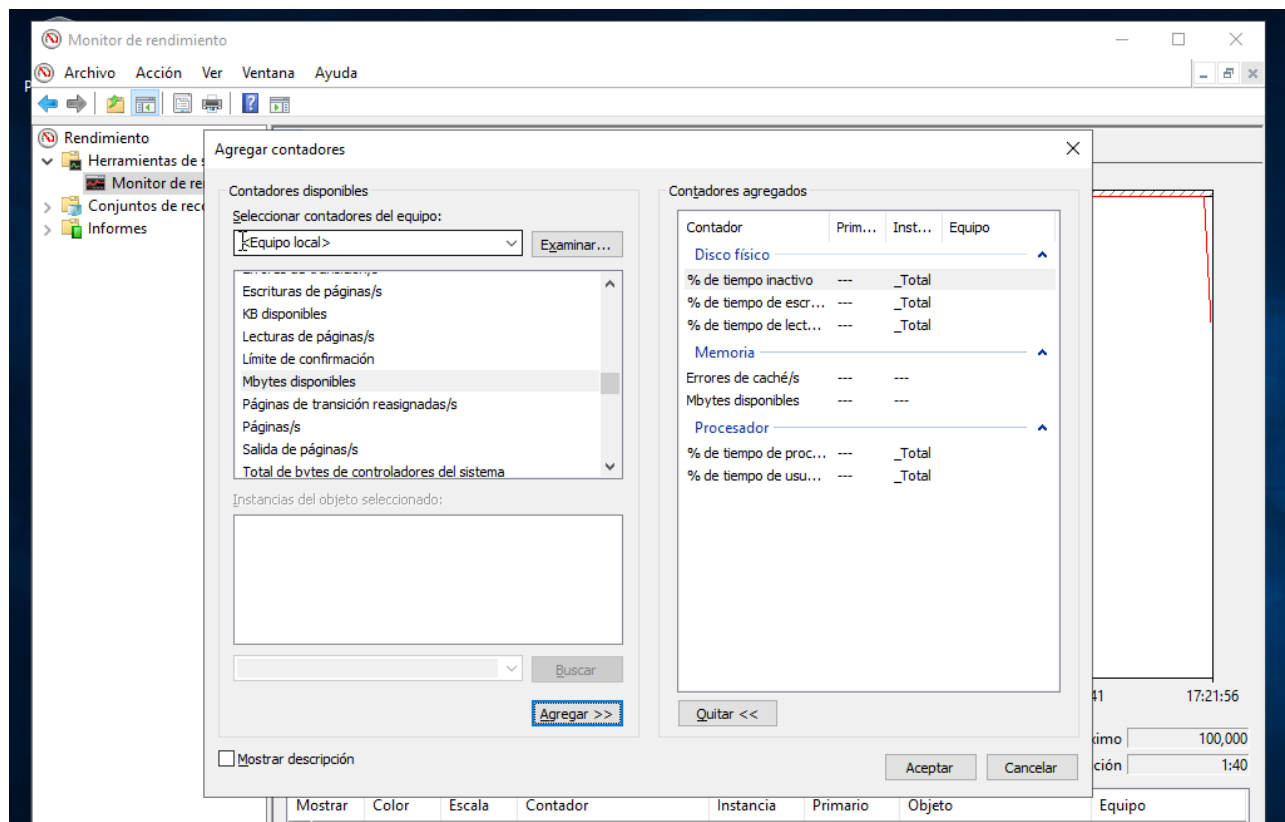 Monitor de rendimiento
Archivo Acción Ver Ventana Ayuda
Rendimiento
Herramientas de s
Monitor de re
Conjuntos de reco
Informes
Agregar contadores
Contadores disponibles
Seleccionar contadores del equipo:
<Equipo local>
Examinar...
Escrituras de páginas/s
KB disponibles
Lecturas de páginas/s
Límite de confirmación
Mbytes disponibles
Páginas de transición reasignadas/s
Páginas/s
Salida de páginas/s
Total de bytes de controladores del sistema
Instancias del objeto seleccionado:
Buscar
Agregar >>
Mostrar descripción
Contadores agregados
Contador Prim... Inst... Equipo
Disco físico
% de tiempo inactivo --- _Total
% de tiempo de escr... --- _Total
% de tiempo de lect... --- _Total
Memoria
Errores de caché/s --- ---
Mbytes disponibles --- ---
Procesador
% de tiempo de proc... --- _Total
% de tiempo de usu... --- _Total
Quitar <<
Aceptar Cancelar
41 17:21:56
ximo 100,000
ción 1:40
Mostrar Color Escala Contador Instancia Primario Objeto Equipo